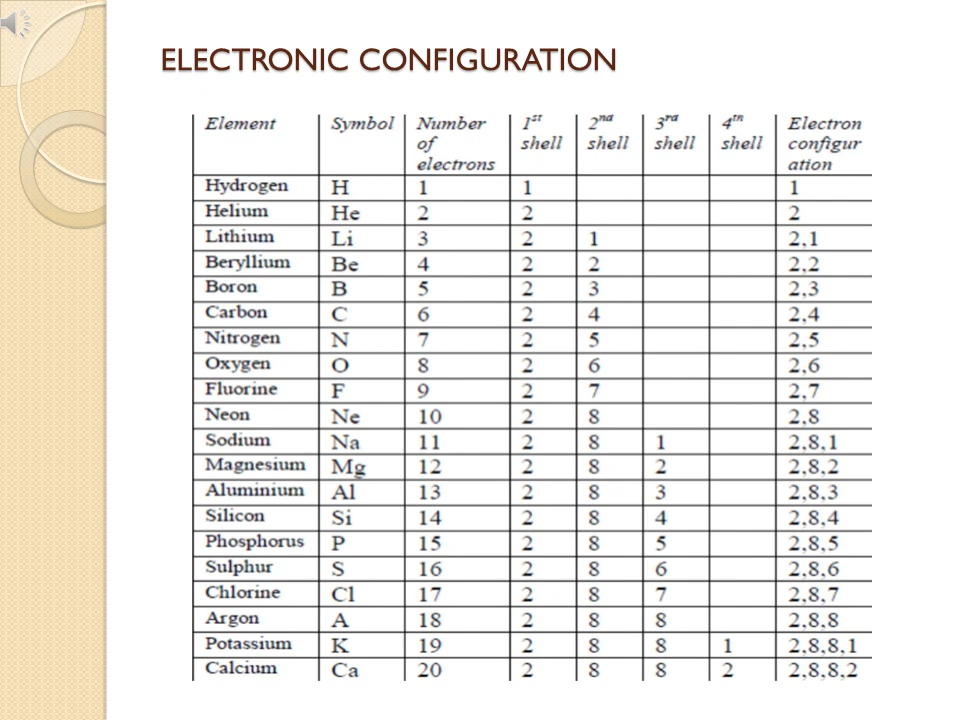 ELECTRONIC CONFIGURATION
Element Symbol Number of electrons 1st shell 2nd shell 3rd shell 4th shell Electron configur ation
Hydrogen H 1 1 1
Helium He 2 2 2
Lithium Li 3 2 1 2,1
Beryllium Be 4 2 2 2,2
Boron B 5 2 3 2,3
Carbon C 6 2 4 2,4
Nitrogen N 7 2 5 2,5
Oxygen O 8 2 6 2,6
Fluorine F 9 2 7 2,7
Neon Ne 10 2 8 2,8
Sodium Na 11 2 8 1 2,8,1
Magnesium Mg 12 2 8 2 2,8,2
Aluminium Al 13 2 8 3 2,8,3
Silicon Si 14 2 8 4 2,8,4
Phosphorus P 15 2 8 5 2,8,5
Sulphur S 16 2 8 6 2,8,6
Chlorine Cl 17 2 8 7 2,8,7
Argon A 18 2 8 8 2,8,8
Potassium K 19 2 8 8 1 2,8,8,1
Calcium Ca 20 2 8 8 2 2,8,8,2